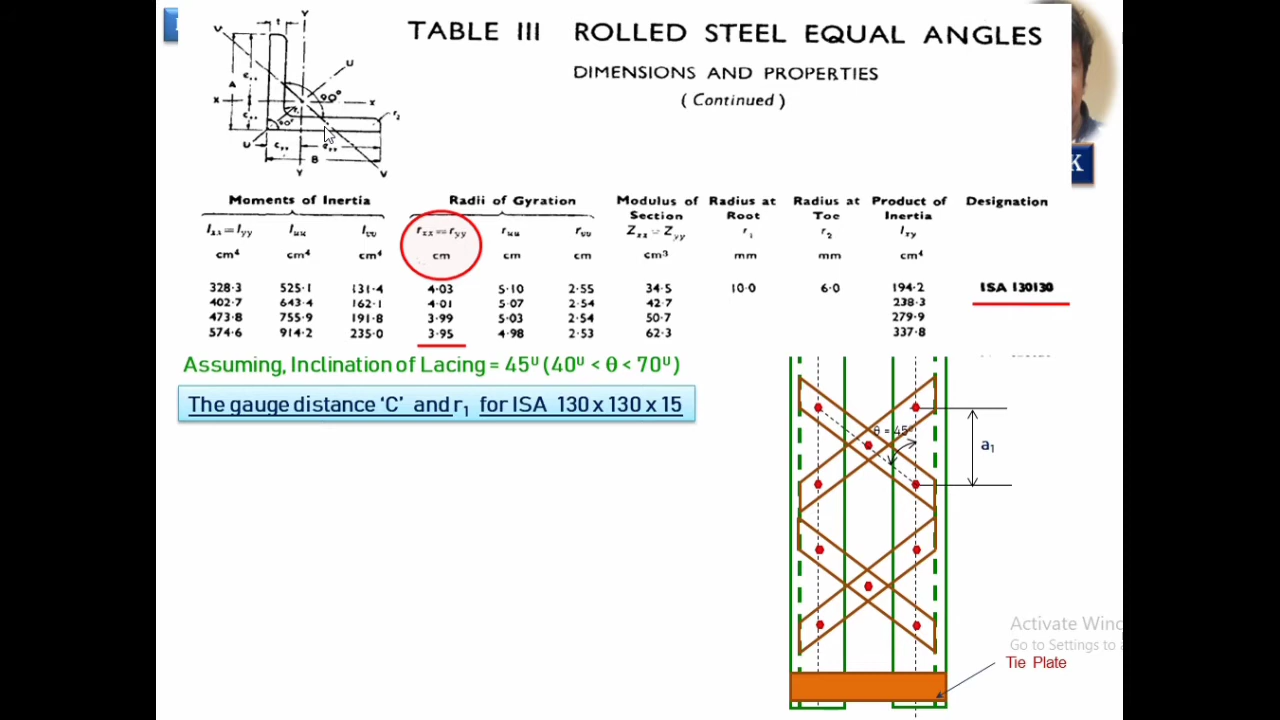 TABLE III ROLLED STEEL EQUAL ANGLES
DIMENSIONS AND PROPERTIES
( Continued )
Y
V
t
U
A
90°
X
x
r₂
U
B
Y
V
K
Moments of Inertia Radii of Gyration Modulus of Section Radius at Root Radius at Toe Product of Inertia Designation
Ixx = Iyy Iuu Ivv rxx = ryy ruu rvv Zxx = Zyy r₁ r₂ Ixy
cm⁴ cm⁴ cm⁴ cm cm cm cm³ mm mm cm⁴
328·3 525·1 131·4 4·03 5·10 2·55 34·5 10·0 6·0 194·2 ISA 130130
402·7 643·4 162·1 4·01 5·07 2·54 42·7 238·3
473·8 755·9 191·8 3·99 5·03 2·54 50·7 279·9
574·6 914·2 235·0 3·95 4·98 2·53 62·3 337·8
Assuming, Inclination of Lacing = 45⁰ (40⁰ < θ < 70⁰)
The gauge distance ‘C’ and r₁ for ISA 130 x 130 x 15
θ = 45°
a₁
Activate Wind
Go to Settings to
Tie Plate